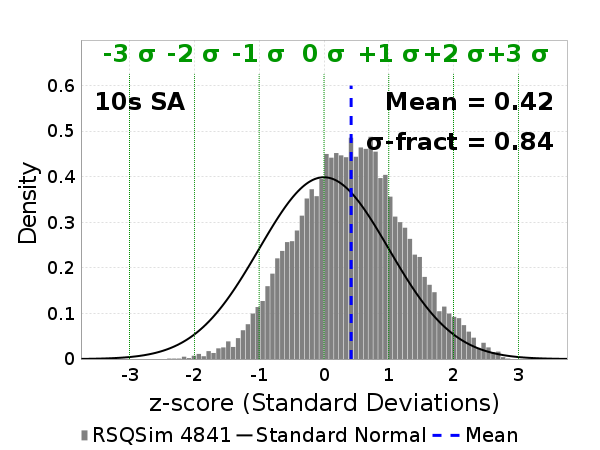 -3 σ -2 σ -1 σ 0 σ +1 σ +2 σ +3 σ
10s SA
Mean = 0.42
σ-fract = 0.84
0.6
0.5
0.4
0.3
0.2
0.1
0
Density
-3 -2 -1 0 1 2 3
z-score (Standard Deviations)
RSQSim 4841 Standard Normal Mean